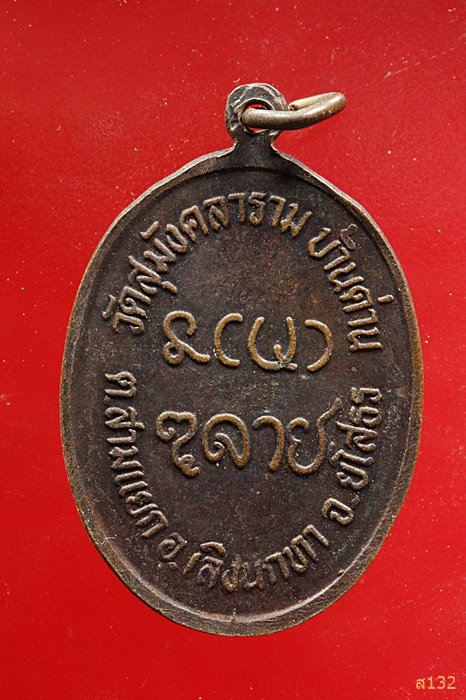 วัดสุมังคลาราม บ้านด่าน
ต.สามแยก อ.เลิงนกทา จ.ยโสธร
ส132